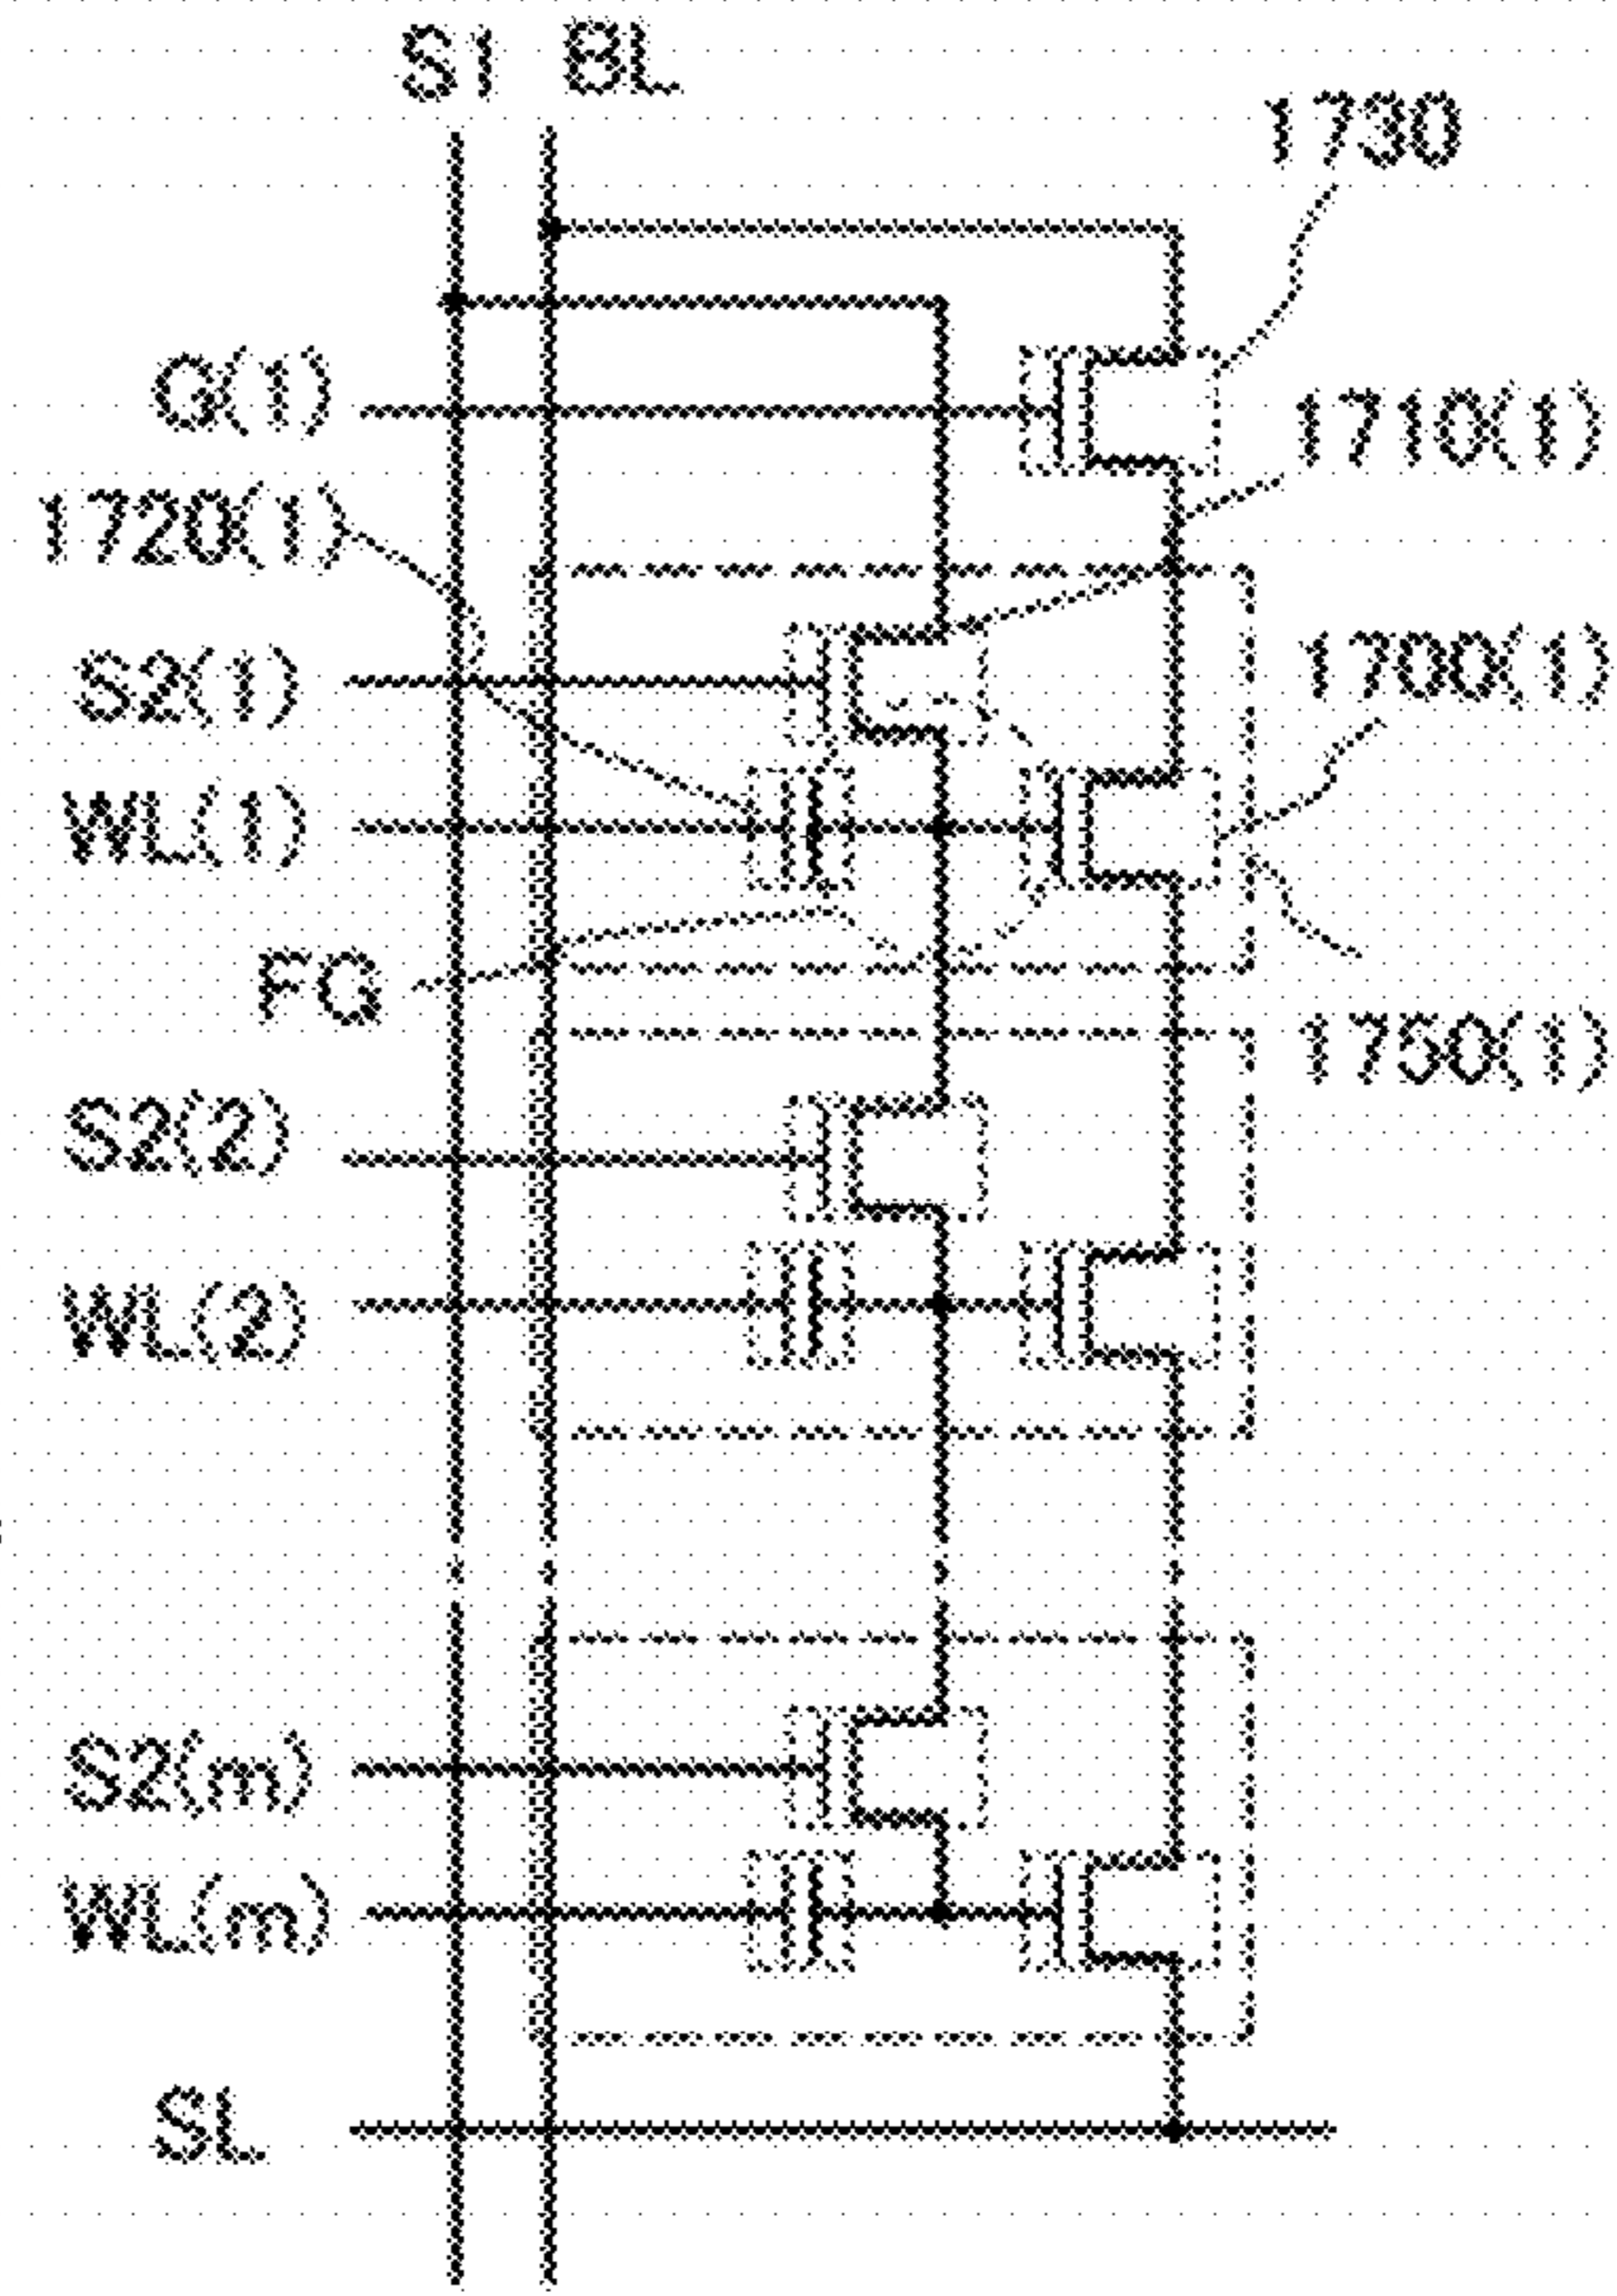 S1 BL
1730
G(1)
1710(1)
1720(1)
S2(1)
1700(1)
WL(1)
FG
1750(1)
S2(2)
WL(2)
S2(m)
WL(m)
SL